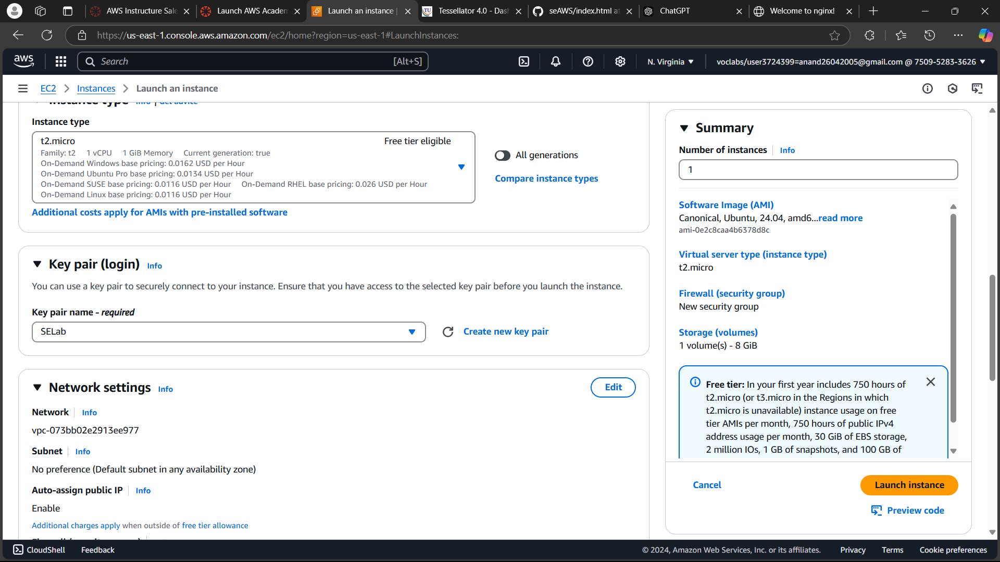 AWS Instructure Sale
Launch AWS Academ
Launch an instance |
Tessellator 4.0 - Dash
seAWS/index.html at
ChatGPT
Welcome to nginx!
https://us-east-1.console.aws.amazon.com/ec2/home?region=us-east-1#LaunchInstances:
aws
Search
[Alt+S]
N. Virginia
voclabs/user3724399=anand26042005@gmail.com @ 7509-5283-3626
EC2
Instances
Launch an instance
Instance type Info | Get advice
Instance type
t2.micro
Free tier eligible
Family: t2 1 vCPU 1 GiB Memory Current generation: true
On-Demand Windows base pricing: 0.0162 USD per Hour
On-Demand Ubuntu Pro base pricing: 0.0134 USD per Hour
On-Demand SUSE base pricing: 0.0116 USD per Hour On-Demand RHEL base pricing: 0.026 USD per Hour
On-Demand Linux base pricing: 0.0116 USD per Hour
All generations
Compare instance types
Additional costs apply for AMIs with pre-installed software
Key pair (login) Info
You can use a key pair to securely connect to your instance. Ensure that you have access to the selected key pair before you launch the instance.
Key pair name - required
SELab
Create new key pair
Network settings Info
Edit
Network Info
vpc-073bb02e2913ee977
Subnet Info
No preference (Default subnet in any availability zone)
Auto-assign public IP Info
Enable
Additional charges apply when outside of free tier allowance
Summary
Number of instances Info
1
Software Image (AMI)
Canonical, Ubuntu, 24.04, amd6...read more
ami-0e2c8caa4b6378d8c
Virtual server type (instance type)
t2.micro
Firewall (security group)
New security group
Storage (volumes)
1 volume(s) - 8 GiB
Free tier: In your first year includes 750 hours of
t2.micro (or t3.micro in the Regions in which
t2.micro is unavailable) instance usage on free
tier AMIs per month, 750 hours of public IPv4
address usage per month, 30 GiB of EBS storage,
2 million IOs, 1 GB of snapshots, and 100 GB of
Cancel
Launch instance
Preview code
CloudShell
Feedback
© 2024, Amazon Web Services, Inc. or its affiliates.
Privacy
Terms
Cookie preferences